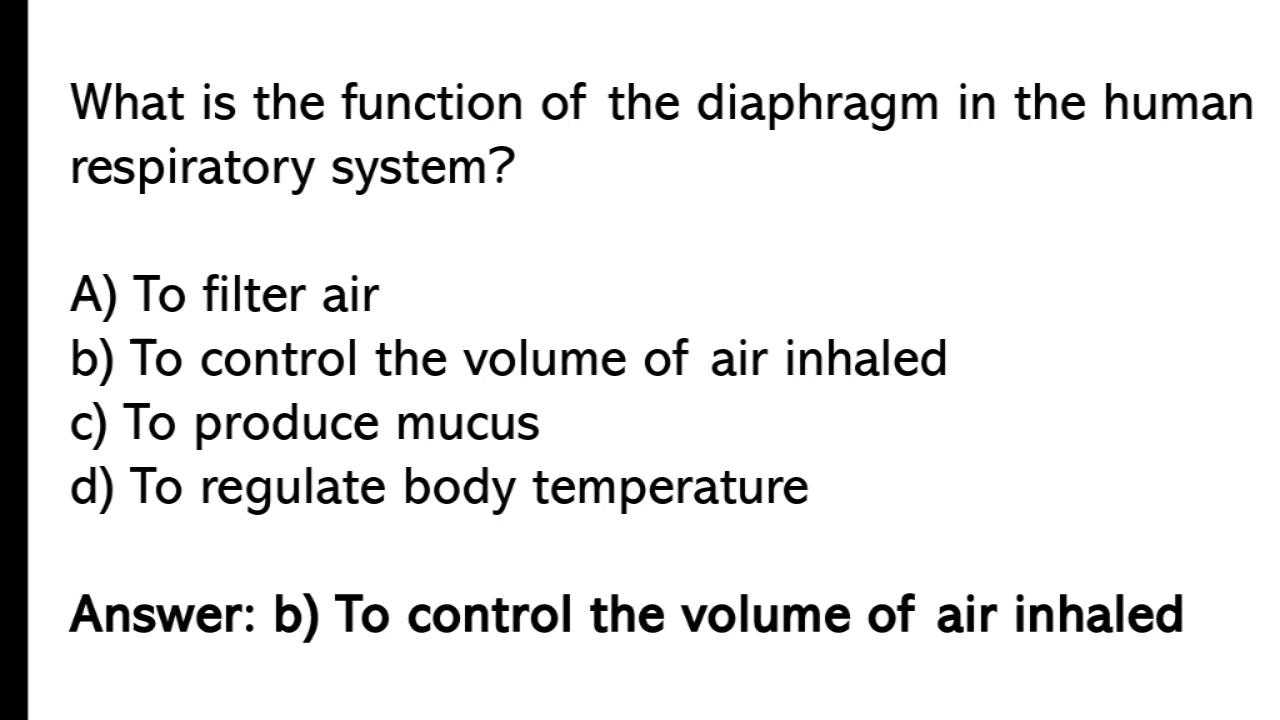 What is the function of the diaphragm in the human
respiratory system?
A) To filter air
b) To control the volume of air inhaled
c) To produce mucus
d) To regulate body temperature
Answer: b) To control the volume of air inhaled